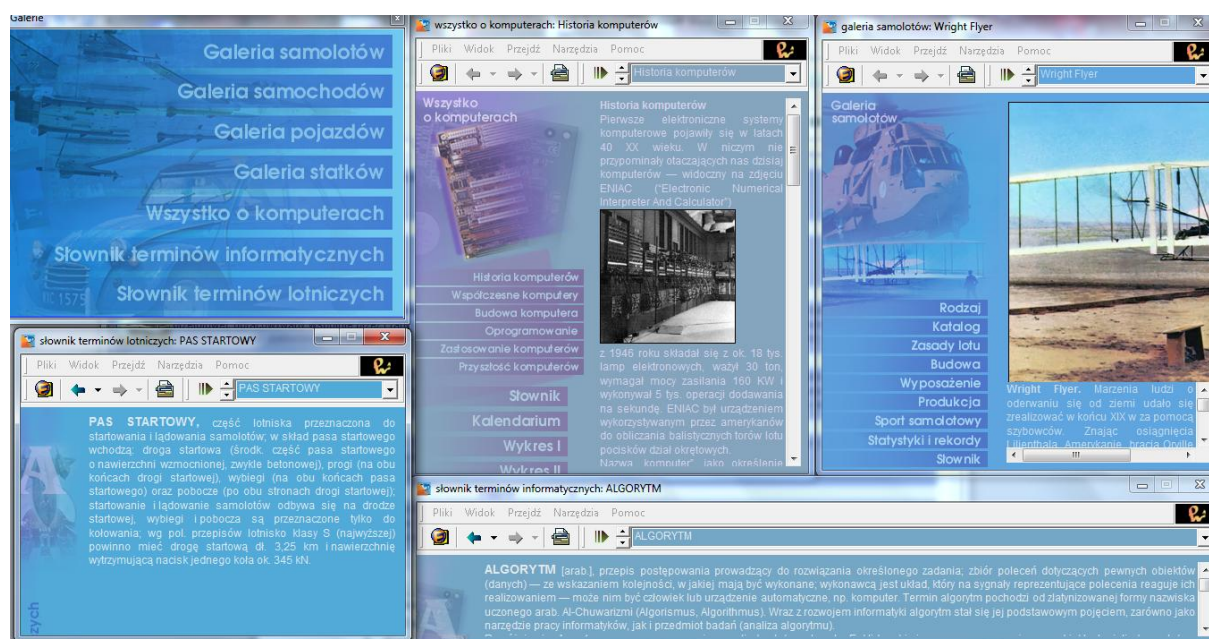 Galerie
Galeria samolotów
Galeria samochodów
Galeria pojazdów
Galeria statków
Wszystko o komputerach
Słownik terminów informatycznych
Słownik terminów lotniczych
wszystko o komputerach: Historia komputerów
Pliki Widok Przejdź Narzędzia Pomoc
Historia komputerów
Wszystko
o komputerach
Historia komputerów
Współczesne komputery
Budowa komputera
Oprogramowanie
Zastosowanie komputerów
Przyszłość komputerów
Słownik
Kalendarium
Wykres I
Wykres II
Historia komputerów
Pierwsze elektroniczne systemy
komputerowe pojawiły się w latach
40 XX wieku. W niczym nie
przypominały otaczających nas dzisiaj
komputerów — widoczny na zdjęciu
ENIAC ("Electronic Numerical
Interpreter And Calculator")
z 1946 roku składał się z ok. 18 tys.
lamp elektronowych, ważył 30 ton,
wymagał mocy zasilania 160 KW i
wykonywał 5 tys. operacji dodawania
na sekundę. ENIAC był urządzeniem
wykorzystywanym przez amerykanów
do obliczania balistycznych torów lotu
pocisków dział okrętowych.
Nazwa „komputer” jako określenie
galeria samolotów: Wright Flyer
Pliki Widok Przejdź Narzędzia Pomoc
Wright Flyer
Galeria
samolotów
Rodzaj
Katalog
Zasady lotu
Budowa
Wyposażenie
Produkcja
Sport samolotowy
Statystyki i rekordy
Słownik
Wright Flyer. Marzenia ludzi o
oderwaniu się od ziemi udało się
zrealizować w końcu XIX w za pomocą
szybowców. Znając osiągnięcia
Lilienthala, Amerykanie, bracia Orville
słownik terminów lotniczych: PAS STARTOWY
Pliki Widok Przejdź Narzędzia Pomoc
PAS STARTOWY
PAS STARTOWY, część lotniska przeznaczona do
startowania i lądowania samolotów; w skład pasa startowego
wchodzą: droga startowa (środk. część pasa startowego
o nawierzchni wzmocnionej, zwykle betonowej), progi (na obu
końcach drogi startowej), wybiegi (na obu końcach pasa
startowego) oraz pobocze (po obu stronach drogi startowej);
startowanie i lądowanie samolotów odbywa się na drodze
startowej, wybiegi i pobocza są przeznaczone tylko do
kołowania; wg pol. przepisów lotnisko klasy S (najwyższej)
powinno mieć drogę startową dł. 3,25 km i nawierzchnię
wytrzymującą nacisk jednego koła ok. 345 kN.
słownik terminów informatycznych: ALGORYTM
Pliki Widok Przejdź Narzędzia Pomoc
ALGORYTM
ALGORYTM [arab.], przepis postępowania prowadzący do rozwiązania określonego zadania; zbiór poleceń dotyczących pewnych obiektów
(danych) — ze wskazaniem kolejności, w jakiej mają być wykonane; wykonawcą jest układ, który na sygnały reprezentujące polecenia reaguje ich
realizowaniem — może nim być człowiek lub urządzenie automatyczne, np. komputer. Termin algorytm pochodzi od zlatynizowanej formy nazwiska
uczonego arab. Al-Chuwarizmi (Algorismus, Algorithmus). Wraz z rozwojem informatyki algorytm stał się jej podstawowym pojęciem, zarówno jako
narzędzie pracy informatyków, jak i przedmiot badań (analiza algorytmu).